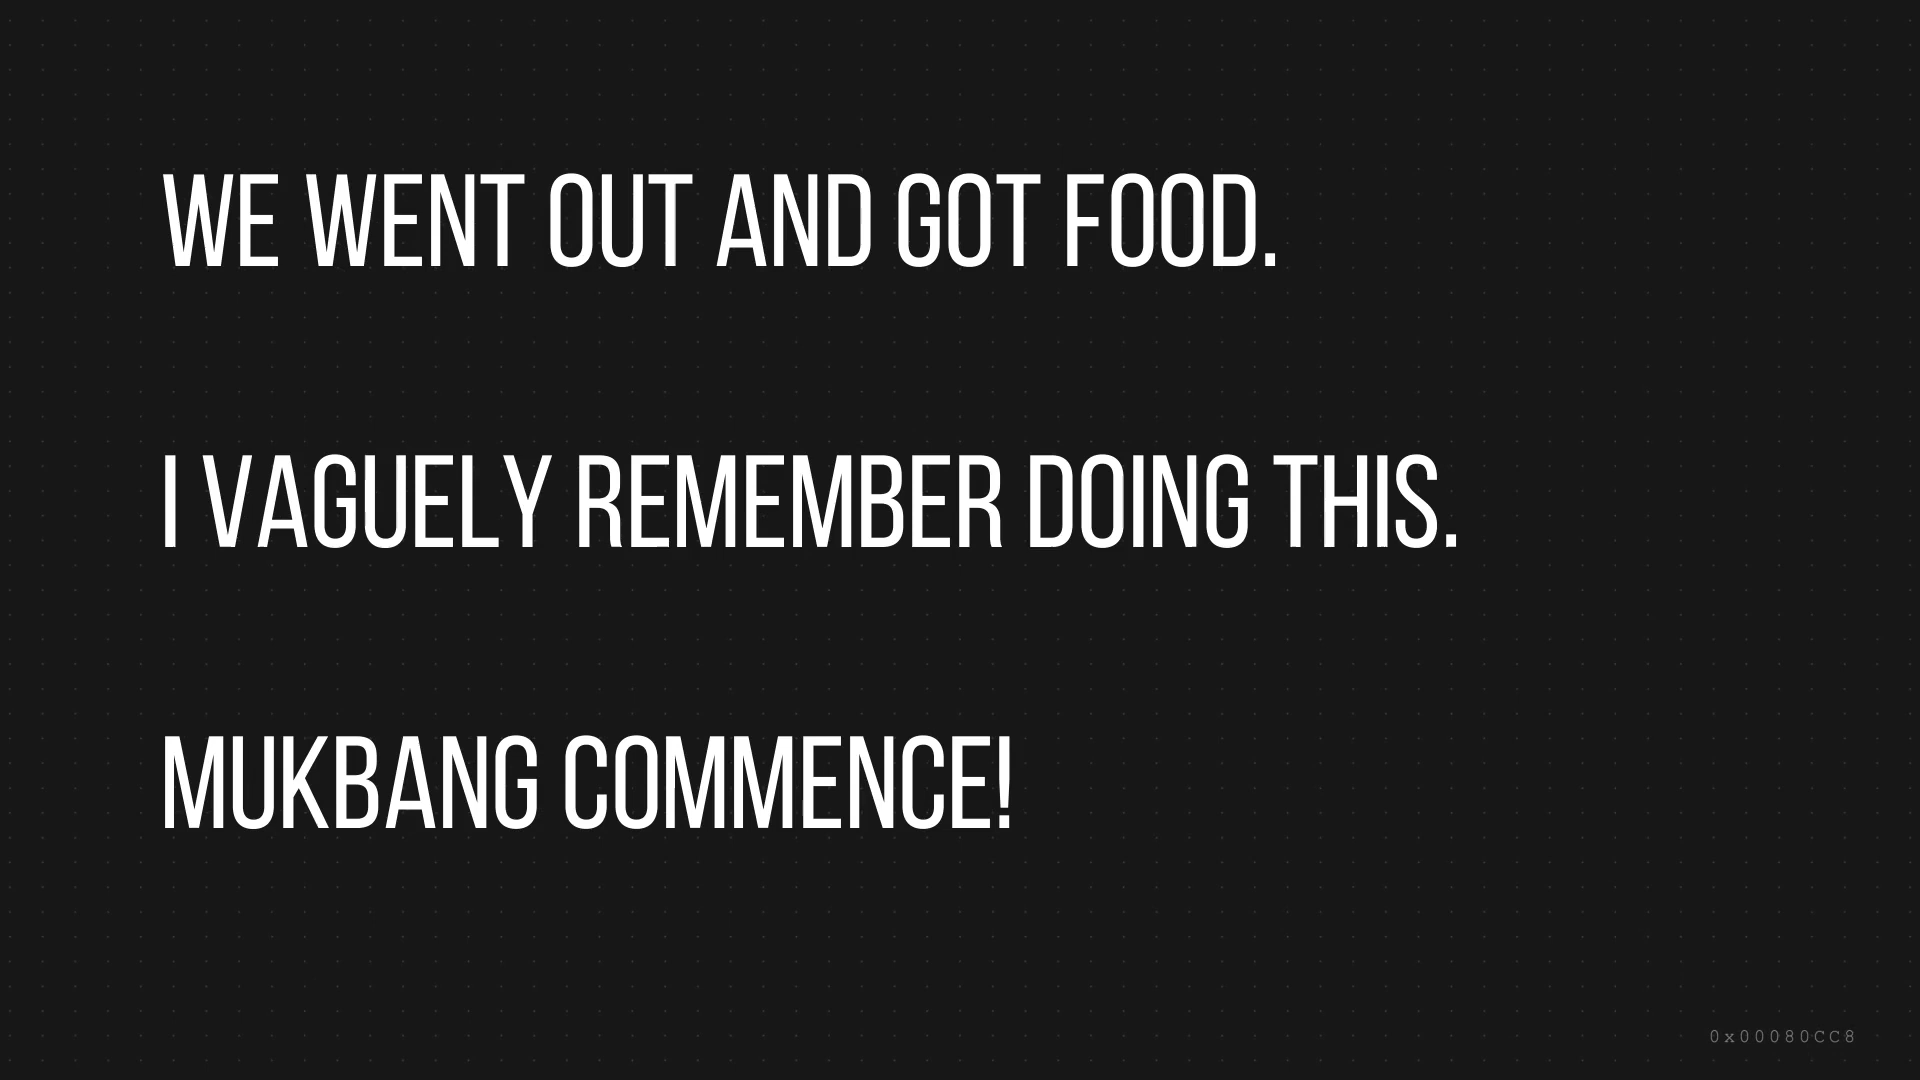 WE WENT OUT AND GOT FOOD.
I VAGUELY REMEMBER DOING THIS.
MUKBANG COMMENCE!
0x00080CC8